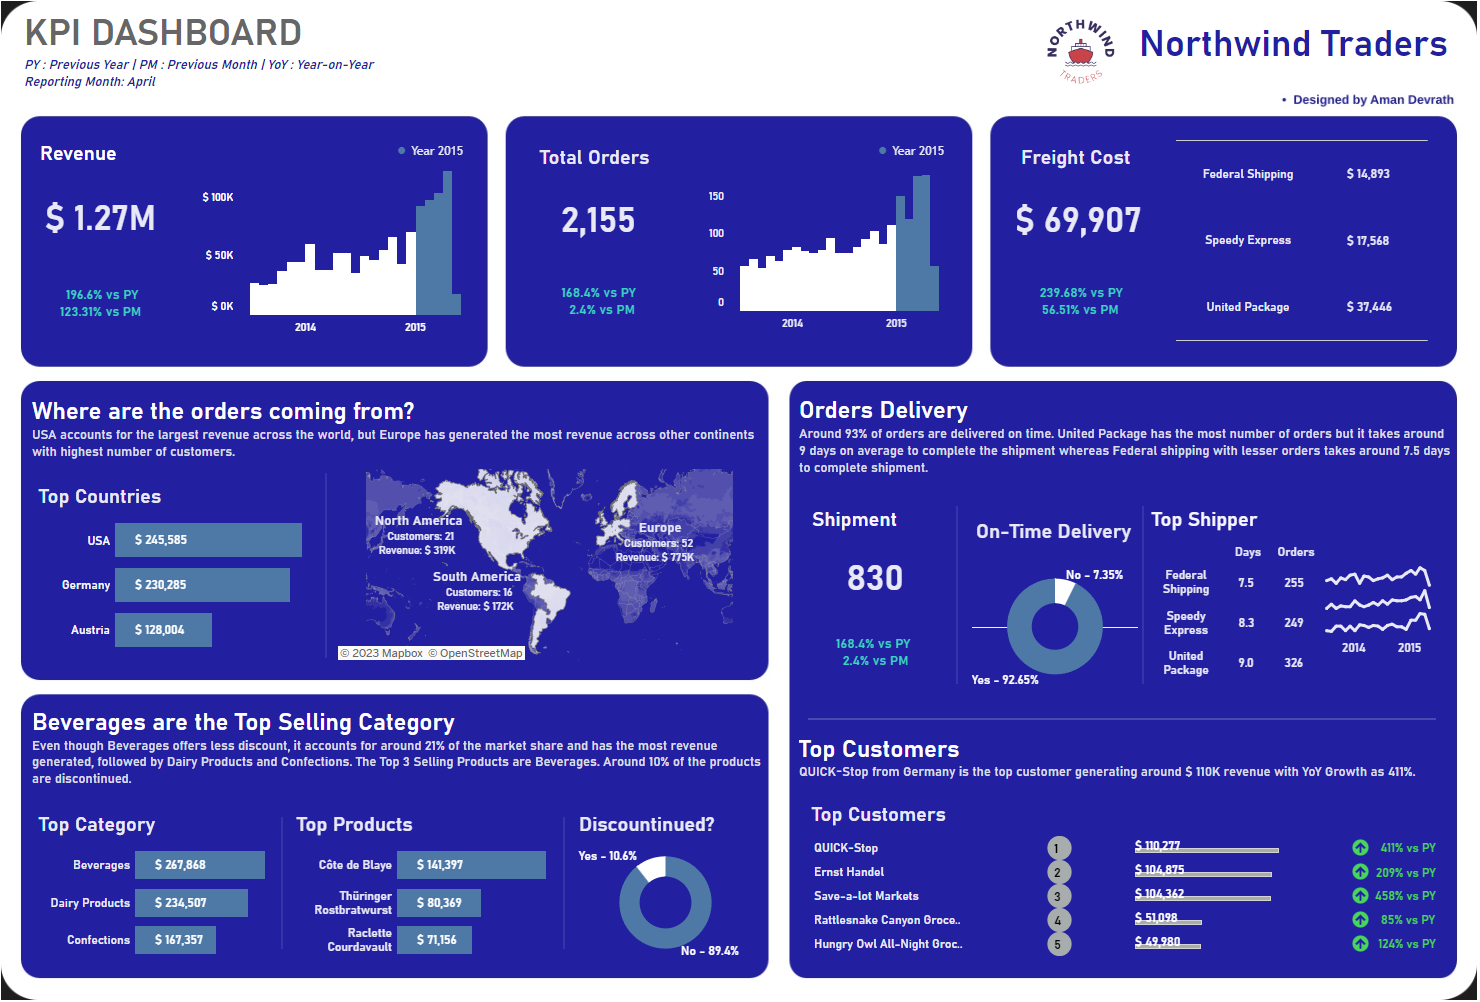 KPI DASHBOARD
PY : Previous Year | PM : Previous Month | YoY : Year-on-Year
Reporting Month: April
NORTHWIND
TRADERS
Northwind Traders
• Designed by Aman Devrath
Revenue
Year 2015
$ 1.27M
196.6% vs PY
123.31% vs PM
$ 100K
$ 50K
$ 0K
2014 2015
Total Orders
Year 2015
2,155
168.4% vs PY
2.4% vs PM
150
100
50
0
2014 2015
Freight Cost
$ 69,907
239.68% vs PY
56.51% vs PM
Federal Shipping $ 14,893
Speedy Express $ 17,568
United Package $ 37,446
Where are the orders coming from?
USA accounts for the largest revenue across the world, but Europe has generated the most revenue across other continents
with highest number of customers.
Top Countries
USA $ 245,585
Germany $ 230,285
Austria $ 128,004
North America
Customers: 21
Revenue: $ 319K
Europe
Customers: 52
Revenue: $ 775K
South America
Customers: 16
Revenue: $ 172K
© 2023 Mapbox © OpenStreetMap
Orders Delivery
Around 93% of orders are delivered on time. United Package has the most number of orders but it takes around
9 days on average to complete the shipment whereas Federal shipping with lesser orders takes around 7.5 days
to complete shipment.
Shipment
830
168.4% vs PY
2.4% vs PM
On-Time Delivery
No - 7.35%
Yes - 92.65%
Top Shipper
Days Orders
Federal
Shipping 7.5 255
Speedy
Express 8.3 249
United
Package 9.0 326
2014 2015
Beverages are the Top Selling Category
Even though Beverages offers less discount, it accounts for around 21% of the market share and has the most revenue
generated, followed by Dairy Products and Confections. The Top 3 Selling Products are Beverages. Around 10% of the products
are discontinued.
Top Category
Beverages $ 267,868
Dairy Products $ 234,507
Confections $ 167,357
Top Products
Côte de Blaye $ 141,397
Thüringer
Rostbratwurst $ 80,369
Raclette
Courdavault $ 71,156
Discountinued?
Yes - 10.6%
No - 89.4%
Top Customers
QUICK-Stop from Germany is the top customer generating around $ 110K revenue with YoY Growth as 411%.
Top Customers
QUICK-Stop 1 $ 110,277 411% vs PY
Ernst Handel 2 $ 104,875 209% vs PY
Save-a-lot Markets 3 $ 104,362 458% vs PY
Rattlesnake Canyon Groce.. 4 $ 51,098 85% vs PY
Hungry Owl All-Night Groc.. 5 $ 49,980 124% vs PY